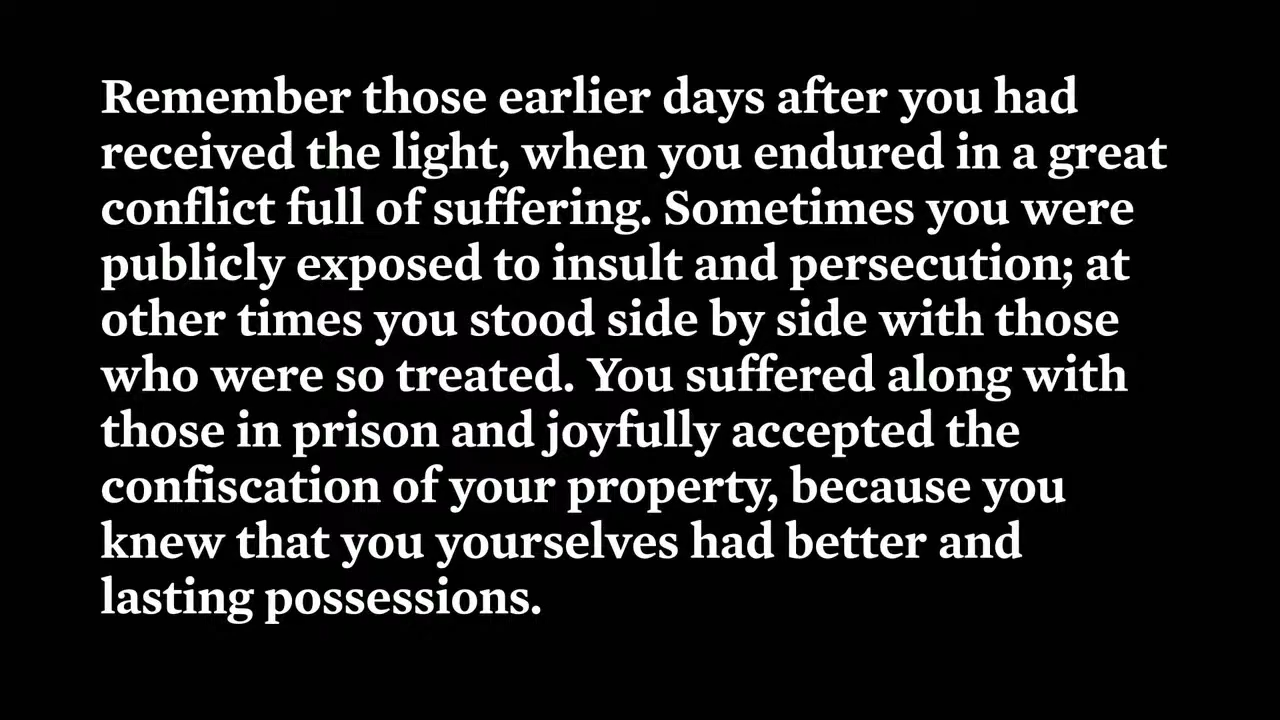 Remember those earlier days after you had
received the light, when you endured in a great
conflict full of suffering. Sometimes you were
publicly exposed to insult and persecution; at
other times you stood side by side with those
who were so treated. You suffered along with
those in prison and joyfully accepted the
confiscation of your property, because you
knew that you yourselves had better and
lasting possessions.